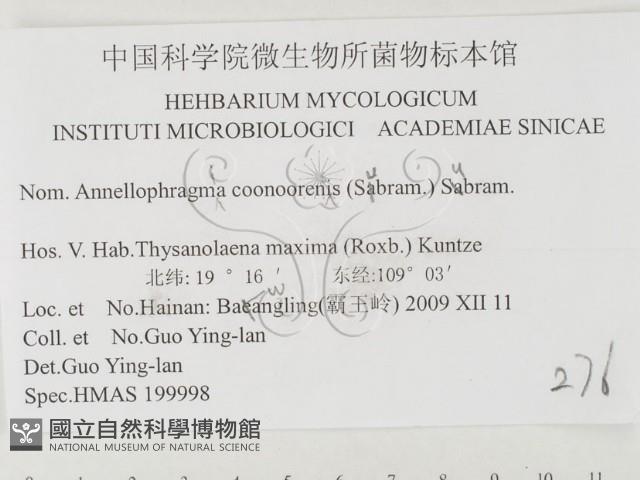 中国科学院微生物所菌物标本馆
HEHBARIUM MYCOLOGICUM
INSTITUTI MICROBIOLOGICI ACADEMIAE SINICAE
Nom. Annellophragma coonoorenis (Sabram.) Sabram.
Hos. V. Hab.Thysanolaena maxima (Roxb.) Kuntze
北纬: 19 ° 16 ′ 东经:109° 03′
Loc. et No.Hainan: Baeangling(霸王岭) 2009 XII 11
Coll. et No.Guo Ying-lan
Det.Guo Ying-lan
Spec.HMAS 199998
276
國立自然科學博物館
NATIONAL MUSEUM OF NATURAL SCIENCE